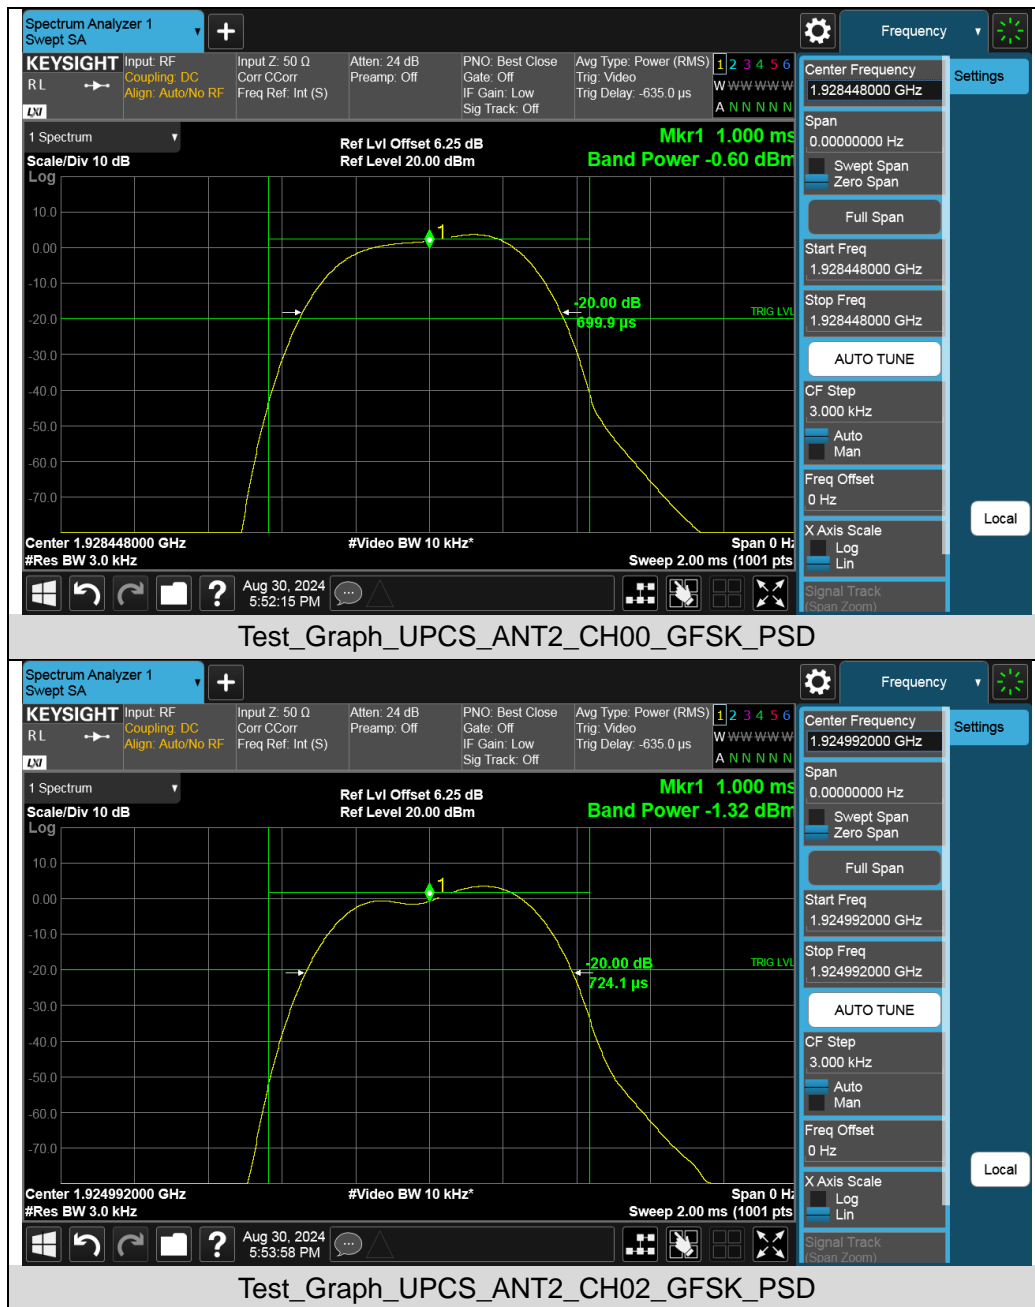 Spectrum Analyzer 1
Swept SA
+
Frequency
KEYSIGHT
RL
LXI
Input: RF
Coupling: DC
Align: Auto/No RF
Input Z: 50 Ω
Corr CCorr
Freq Ref: Int (S)
Atten: 24 dB
Preamp: Off
PNO: Best Close
Gate: Off
IF Gain: Low
Sig Track: Off
Avg Type: Power (RMS)
Trig: Video
Trig Delay: -635.0 µs
1 2 3 4 5 6
W W W W W W
A N N N N N
1 Spectrum
Scale/Div 10 dB
Log
Ref Lvl Offset 6.25 dB
Ref Level 20.00 dBm
Mkr1 1.000 ms
Band Power -0.60 dBm
10.0
0.00
-10.0
-20.0
-30.0
-40.0
-50.0
-60.0
-70.0
1
-20.00 dB
699.9 µs
TRIG LVL
Center 1.928448000 GHz
#Res BW 3.0 kHz
#Video BW 10 kHz*
Span 0 Hz
Sweep 2.00 ms (1001 pts
Center Frequency
1.928448000 GHz
Settings
Span
0.00000000 Hz
Swept Span
Zero Span
Full Span
Start Freq
1.928448000 GHz
Stop Freq
1.928448000 GHz
AUTO TUNE
CF Step
3.000 kHz
Auto
Man
Freq Offset
0 Hz
X Axis Scale
Log
Lin
Signal Track
(Span Zoom)
Local
?
Aug 30, 2024
5:52:15 PM
Test_Graph_UPCS_ANT2_CH00_GFSK_PSD
Spectrum Analyzer 1
Swept SA
+
Frequency
KEYSIGHT
RL
LXI
Input: RF
Coupling: DC
Align: Auto/No RF
Input Z: 50 Ω
Corr CCorr
Freq Ref: Int (S)
Atten: 24 dB
Preamp: Off
PNO: Best Close
Gate: Off
IF Gain: Low
Sig Track: Off
Avg Type: Power (RMS)
Trig: Video
Trig Delay: -635.0 µs
1 2 3 4 5 6
W W W W W W
A N N N N N
1 Spectrum
Scale/Div 10 dB
Log
Ref Lvl Offset 6.25 dB
Ref Level 20.00 dBm
Mkr1 1.000 ms
Band Power -1.32 dBm
10.0
0.00
-10.0
-20.0
-30.0
-40.0
-50.0
-60.0
-70.0
1
-20.00 dB
724.1 µs
TRIG LVL
Center 1.924992000 GHz
#Res BW 3.0 kHz
#Video BW 10 kHz*
Span 0 Hz
Sweep 2.00 ms (1001 pts
Center Frequency
1.924992000 GHz
Settings
Span
0.00000000 Hz
Swept Span
Zero Span
Full Span
Start Freq
1.924992000 GHz
Stop Freq
1.924992000 GHz
AUTO TUNE
CF Step
3.000 kHz
Auto
Man
Freq Offset
0 Hz
X Axis Scale
Log
Lin
Signal Track
(Span Zoom)
Local
?
Aug 30, 2024
5:53:58 PM
Test_Graph_UPCS_ANT2_CH02_GFSK_PSD